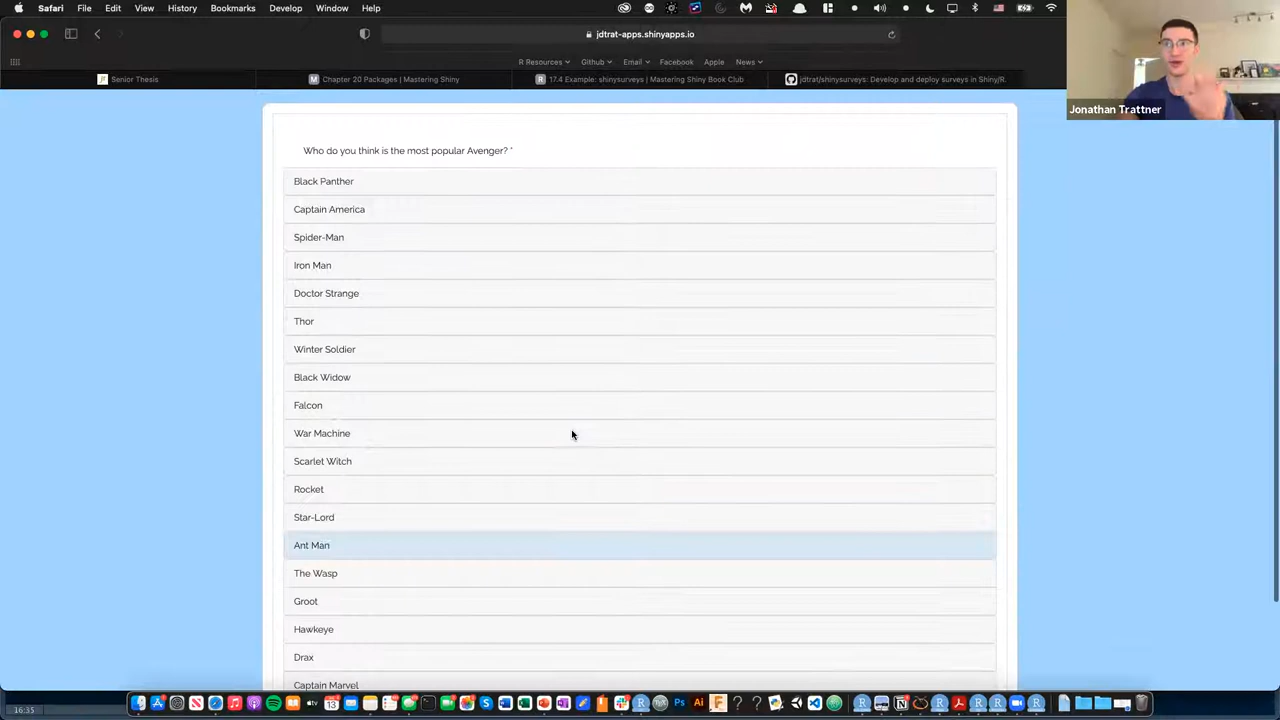 Safari File Edit View History Bookmarks Develop Window Help
jdtrat-apps.shinyapps.io
R Resources Github Email Facebook Apple News
Senior Thesis
Chapter 20 Packages | Mastering Shiny
17.4 Example: shinysurveys | Mastering Shiny Book Club
jdtrat/shinysurveys: Develop and deploy surveys in Shiny/R.
Jonathan Trattner
Who do you think is the most popular Avenger? *
Black Panther
Captain America
Spider-Man
Iron Man
Doctor Strange
Thor
Winter Soldier
Black Widow
Falcon
War Machine
Scarlet Witch
Rocket
Star-Lord
Ant Man
The Wasp
Groot
Hawkeye
Drax
Captain Marvel
16:35